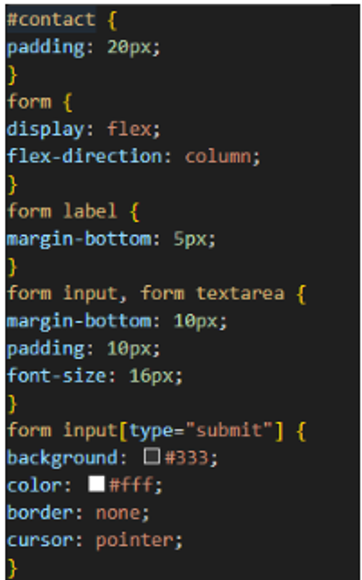 #contact {
padding: 20px;
}
form {
display: flex;
flex-direction: column;
}
form label {
margin-bottom: 5px;
}
form input, form textarea {
margin-bottom: 10px;
padding: 10px;
font-size: 16px;
}
form input[type="submit"] {
background: #333;
color: #fff;
border: none;
cursor: pointer;
}